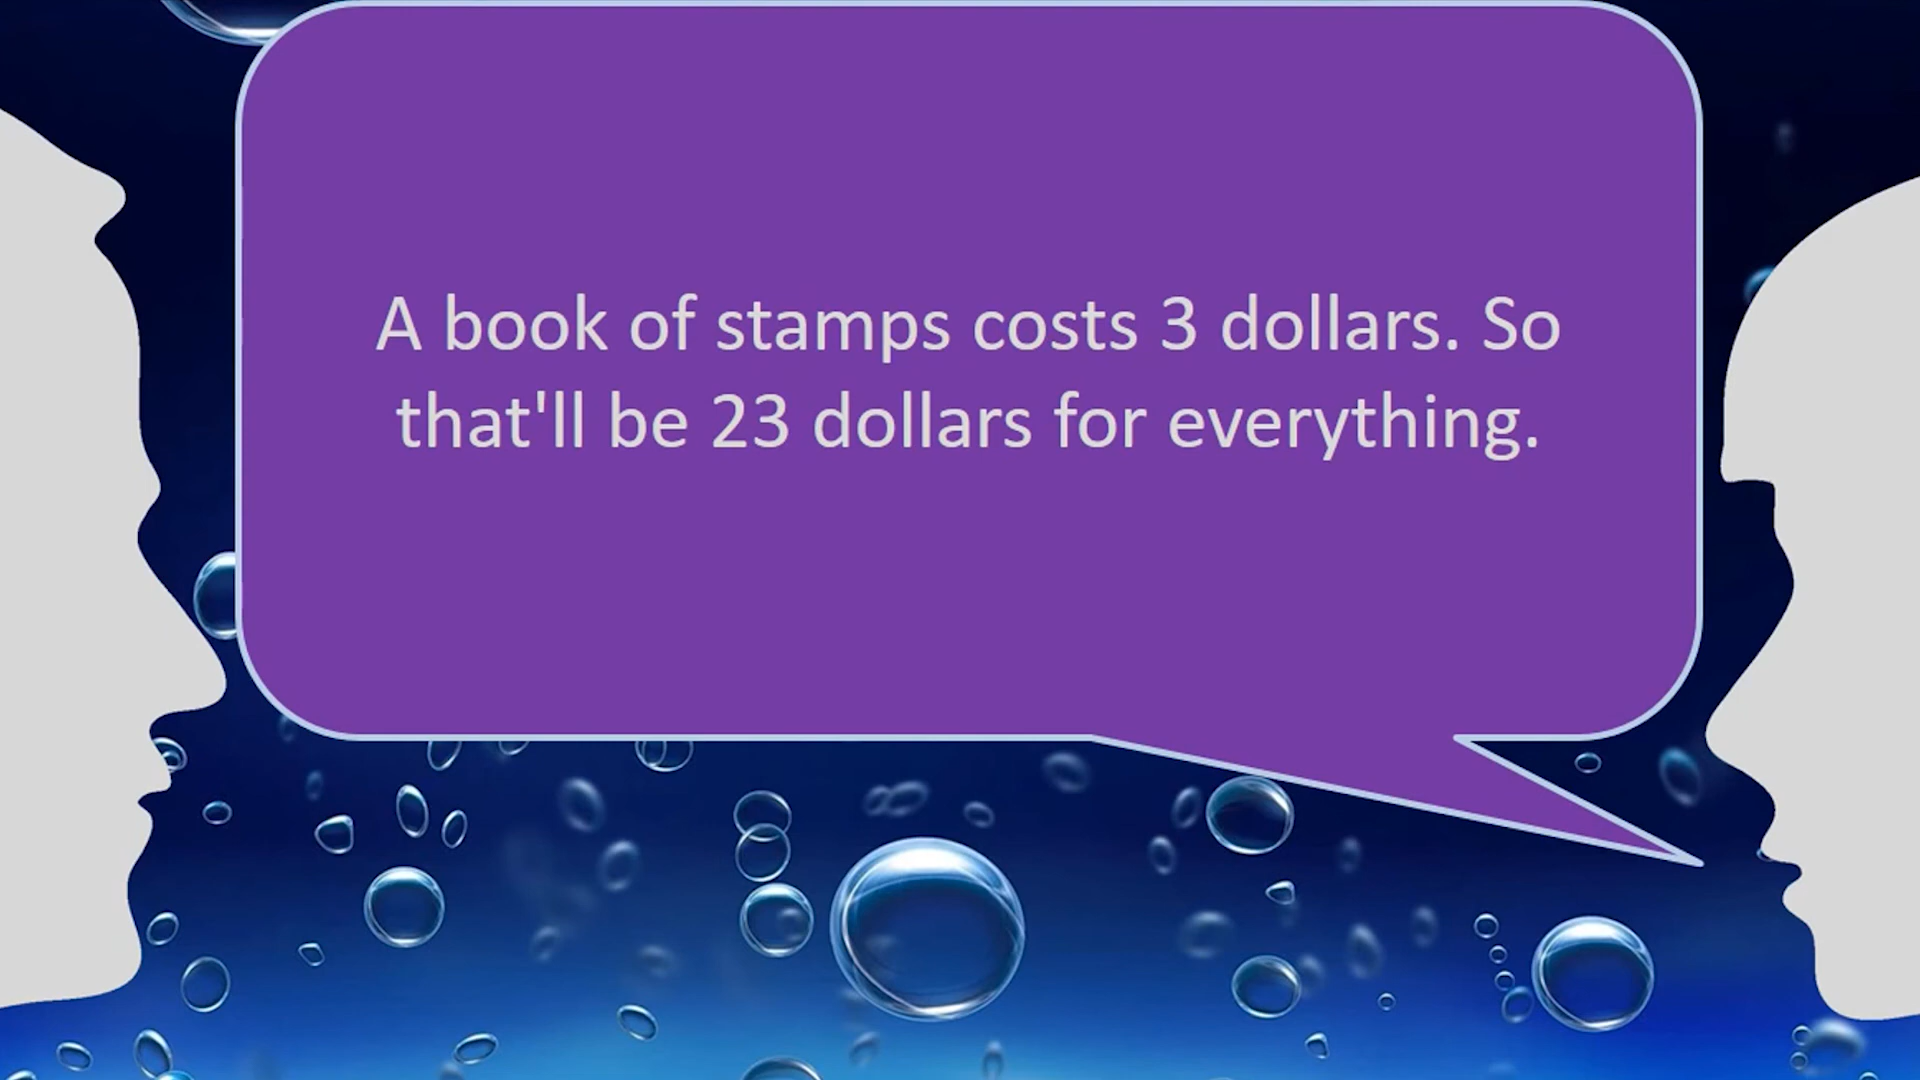 A book of stamps costs 3 dollars. So
that'll be 23 dollars for everything.